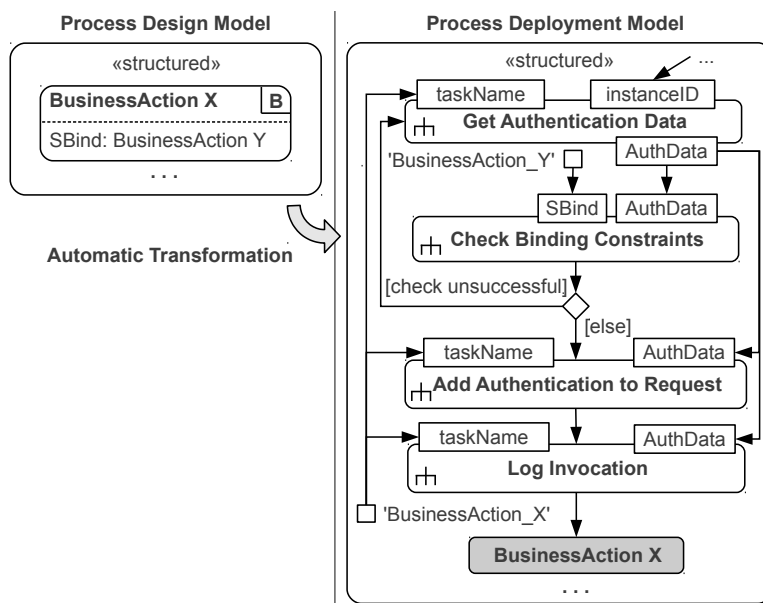 Process Design Model
«structured»
BusinessAction X
B
SBind: BusinessAction Y
. . .
Automatic Transformation
Process Deployment Model
«structured»
...
taskName
instanceID
Get Authentication Data
AuthData
'BusinessAction_Y'
SBind
AuthData
Check Binding Constraints
[check unsuccessful]
[else]
taskName
AuthData
Add Authentication to Request
taskName
AuthData
Log Invocation
'BusinessAction_X'
BusinessAction X
. . .